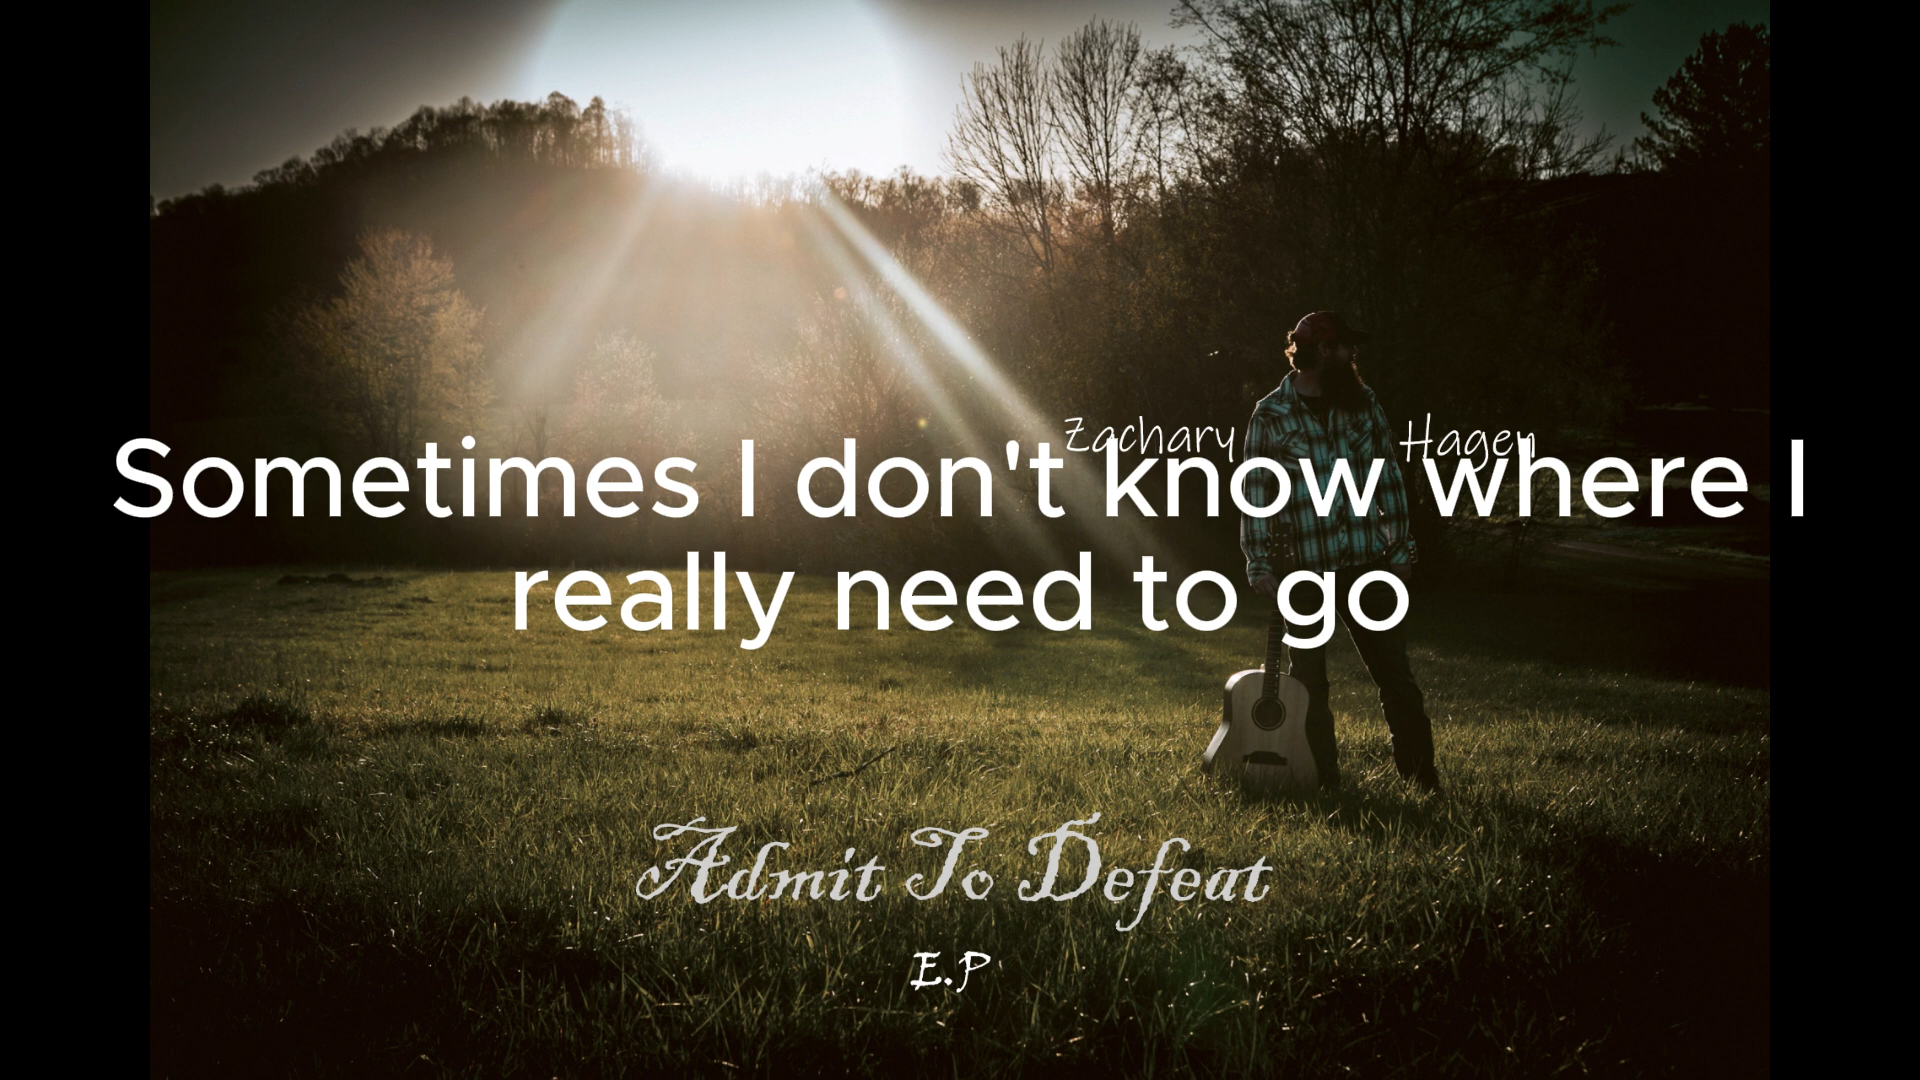 Zachary Hagen
Sometimes I don't know where I
really need to go
Admit To Defeat
E.P